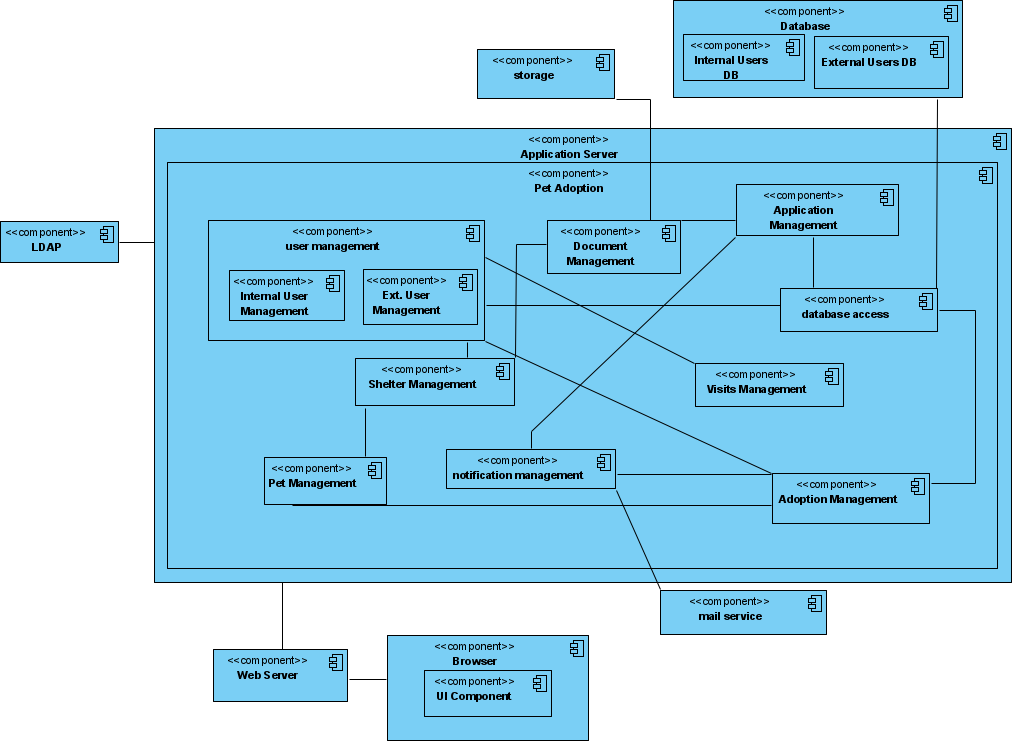 <<component>>
Database
<<component>>
Internal Users
DB
<<component>>
External Users DB
<<component>>
storage
<<component>>
Application Server
<<component>>
Pet Adoption
<<component>>
LDAP
<<component>>
user management
<<component>>
Internal User
Management
<<component>>
Ext. User
Management
<<component>>
Document
Management
<<component>>
Application
Management
<<component>>
database access
<<component>>
Shelter Management
<<component>>
Visits Management
<<component>>
Pet Management
<<component>>
notification management
<<component>>
Adoption Management
<<component>>
mail service
<<component>>
Web Server
<<component>>
Browser
<<component>>
UI Component